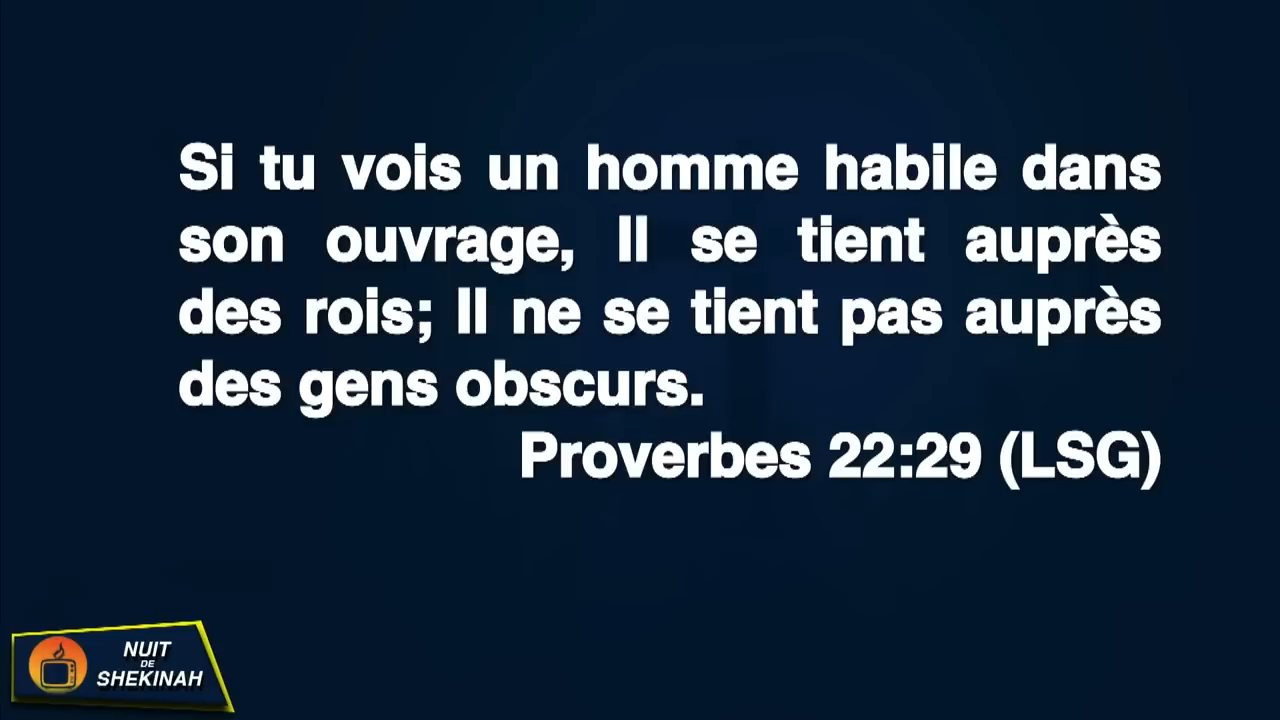 Si tu vois un homme habile dans
son ouvrage, Il se tient auprès
des rois; Il ne se tient pas auprès
des gens obscurs.
Proverbes 22:29 (LSG)
NUIT
DE
SHEKINAH